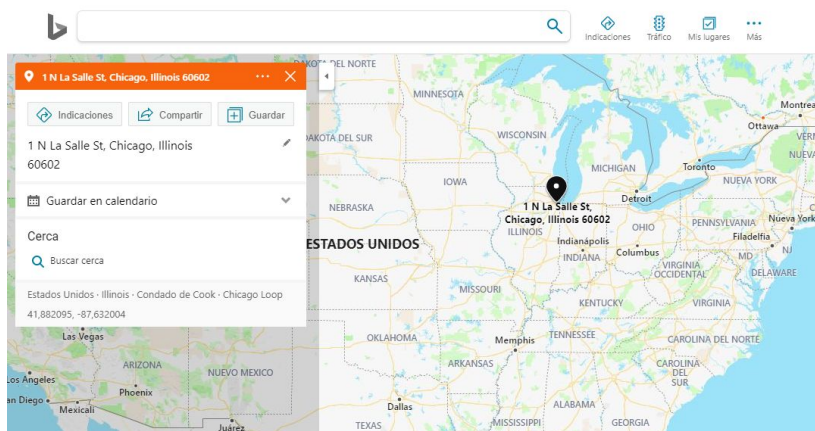 Indicaciones
Tráfico
Mis lugares
Más
1 N La Salle St, Chicago, Illinois 60602
Indicaciones
Compartir
Guardar
1 N La Salle St, Chicago, Illinois
60602
Guardar en calendario
Cerca
Buscar cerca
Estados Unidos · Illinois · Condado de Cook · Chicago Loop
41,882095, -87,632004
DEL NORTE
MINNESOTA
Montrea
Ottawa
VER
DAKOTA DEL SUR
WISCONSIN
NUEVA
MICHIGAN
Toronto
NUEVA YORK
IOWA
Detroit
NEBRASKA
1 N La Salle St,
Chicago, Illinois 60602
ILLINOIS
OHIO
PENNSYLVANIA
Nueva York
ESTADOS UNIDOS
Indianápolis
Columbus
Filadelfia
INDIANA
MD
NJ
VIRGINIA
OCCIDENTAL
DELAWARE
KANSAS
MISSOURI
KENTUCKY
VIRGINIA
Las Vegas
OKLAHOMA
Memphis
TENNESSEE
CAROLINA DEL NORTE
ARIZONA
NUEVO MEXICO
ARKANSAS
CAROLINA
DEL
SUR
Los Ángeles
Phoenix
an Diego
Mexicali
Dallas
ALABAMA
Juárez
TEXAS
MISSISSIPPI
GEORGIA